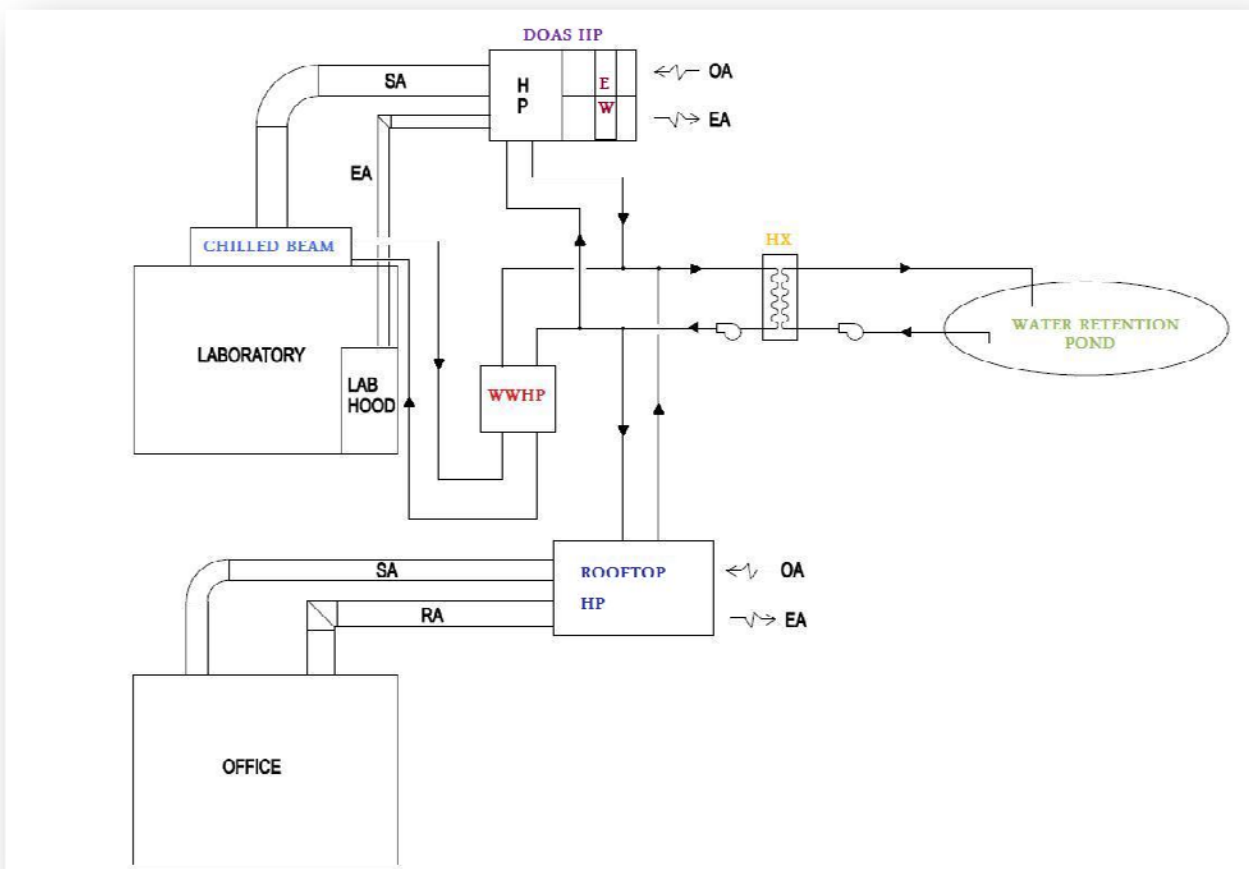 DOAS HP
SA
H
P
E
W
OA
EA
EA
CHILLED BEAM
HX
WATER RETENTION
POND
LABORATORY
LAB
HOOD
WWHP
SA
ROOFTOP
HP
OA
RA
EA
OFFICE